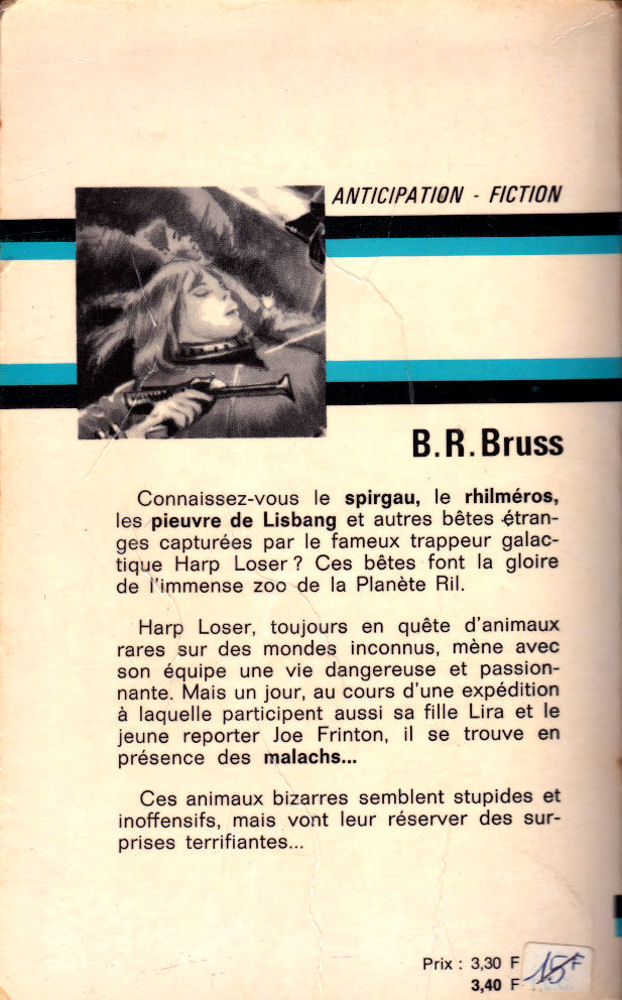 ANTICIPATION - FICTION
B.R.Bruss
Connaissez-vous le spirgau, le rhilméros,
les pieuvre de Lisbang et autres bêtes étran-
ges capturées par le fameux trappeur galac-
tique Harp Loser ? Ces bêtes font la gloire
de l'immense zoo de la Planète Ril.
Harp Loser, toujours en quête d'animaux
rares sur des mondes inconnus, mène avec
son équipe une vie dangereuse et passion-
nante. Mais un jour, au cours d'une expédition
à laquelle participent aussi sa fille Lira et le
jeune reporter Joe Frinton, il se trouve en
présence des malachs...
Ces animaux bizarres semblent stupides et
inoffensifs, mais vont leur réserver des sur-
prises terrifiantes...
Prix : 3,30 F
3,40 F
15F